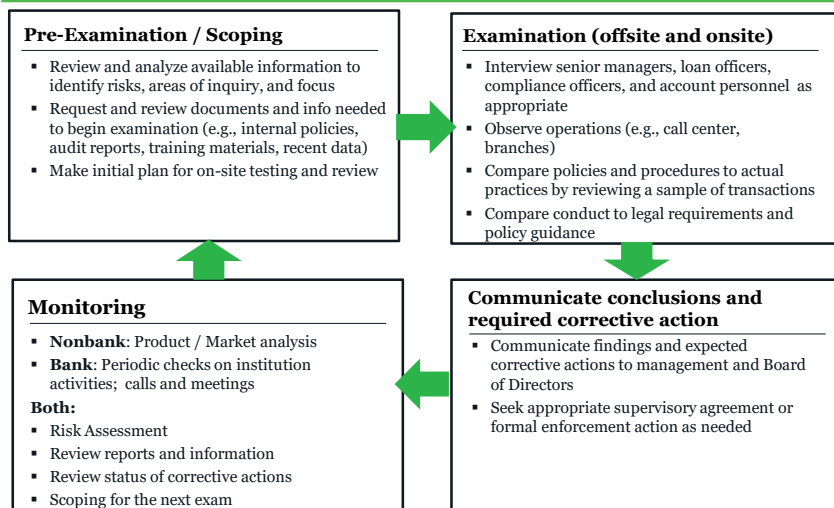 Pre-Examination / Scoping
▪ Review and analyze available information to
identify risks, areas of inquiry, and focus
▪ Request and review documents and info needed
to begin examination (e.g., internal policies,
audit reports, training materials, recent data)
▪ Make initial plan for on-site testing and review
Examination (offsite and onsite)
▪ Interview senior managers, loan officers,
compliance officers, and account personnel as
appropriate
▪ Observe operations (e.g., call center,
branches)
▪ Compare policies and procedures to actual
practices by reviewing a sample of transactions
▪ Compare conduct to legal requirements and
policy guidance
Communicate conclusions and
required corrective action
▪ Communicate findings and expected
corrective actions to management and Board
of Directors
▪ Seek appropriate supervisory agreement or
formal enforcement action as needed
Monitoring
▪ Nonbank: Product / Market analysis
▪ Bank: Periodic checks on institution
activities; calls and meetings
Both:
▪ Risk Assessment
▪ Review reports and information
▪ Review status of corrective actions
▪ Scoping for the next exam